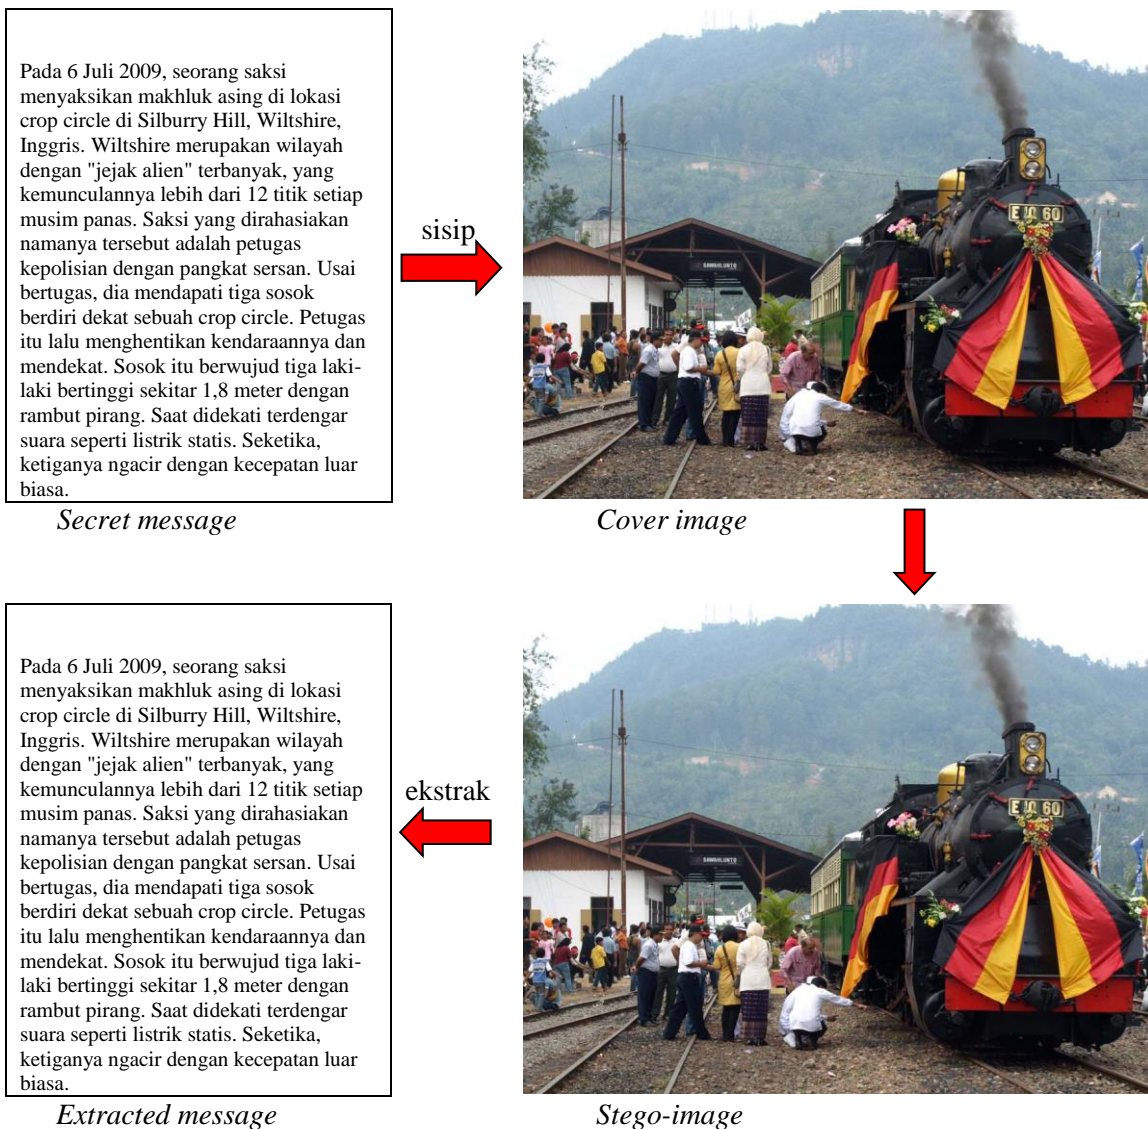 Pada 6 Juli 2009, seorang saksi
menyaksikan makhluk asing di lokasi
crop circle di Silburry Hill, Wiltshire,
Inggris. Wiltshire merupakan wilayah
dengan "jejak alien" terbanyak, yang
kemunculannya lebih dari 12 titik setiap
musim panas. Saksi yang dirahasiakan
namanya tersebut adalah petugas
kepolisian dengan pangkat sersan. Usai
bertugas, dia mendapati tiga sosok
berdiri dekat sebuah crop circle. Petugas
itu lalu menghentikan kendaraannya dan
mendekat. Sosok itu berwujud tiga laki-
laki bertinggi sekitar 1,8 meter dengan
rambut pirang. Saat didekati terdengar
suara seperti listrik statis. Seketika,
ketiganya ngacir dengan kecepatan luar
biasa.
Secret message
sisip
SAWAHLUNTO
60
Cover image
Pada 6 Juli 2009, seorang saksi
menyaksikan makhluk asing di lokasi
crop circle di Silburry Hill, Wiltshire,
Inggris. Wiltshire merupakan wilayah
dengan "jejak alien" terbanyak, yang
kemunculannya lebih dari 12 titik setiap
musim panas. Saksi yang dirahasiakan
namanya tersebut adalah petugas
kepolisian dengan pangkat sersan. Usai
bertugas, dia mendapati tiga sosok
berdiri dekat sebuah crop circle. Petugas
itu lalu menghentikan kendaraannya dan
mendekat. Sosok itu berwujud tiga laki-
laki bertinggi sekitar 1,8 meter dengan
rambut pirang. Saat didekati terdengar
suara seperti listrik statis. Seketika,
ketiganya ngacir dengan kecepatan luar
biasa.
Extracted message
ekstrak
SAWAHLUNTO
60
Stego-image